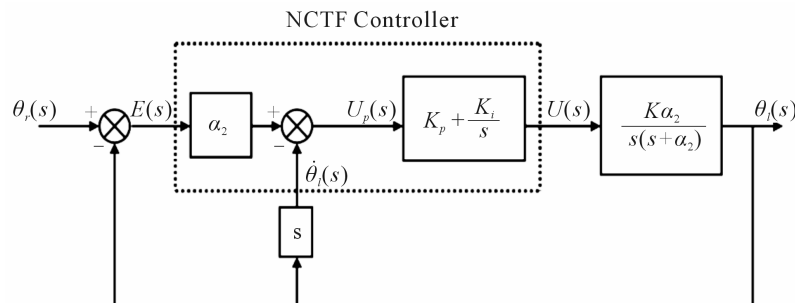 NCTF Controller
θr(s)
+
−
E(s)
α2
+
−
Up(s)
Kp + Ki/s
U(s)
Kα2/s(s+α2)
θl(s)
θ̇l(s)
s